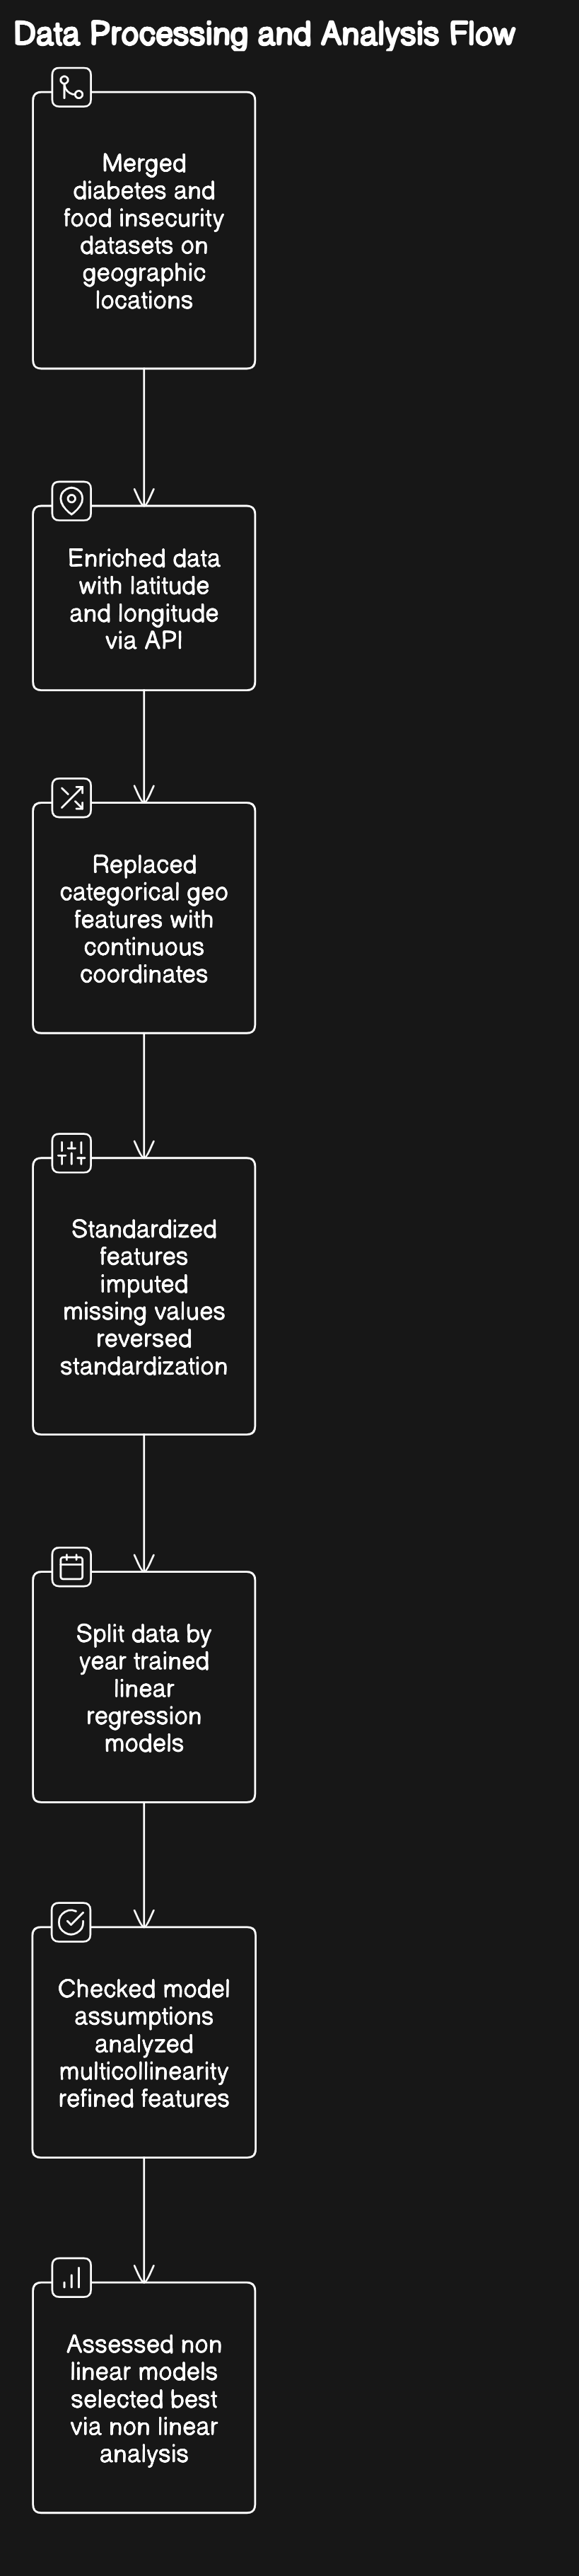 Data Processing and Analysis Flow
Merged
diabetes and
food insecurity
datasets on
geographic
locations
Enriched data
with latitude
and longitude
via API
Replaced
categorical geo
features with
continuous
coordinates
Standardized
features
imputed
missing values
reversed
standardization
Split data by
year trained
linear
regression
models
Checked model
assumptions
analyzed
multicollinearity
refined features
Assessed non
linear models
selected best
via non linear
analysis